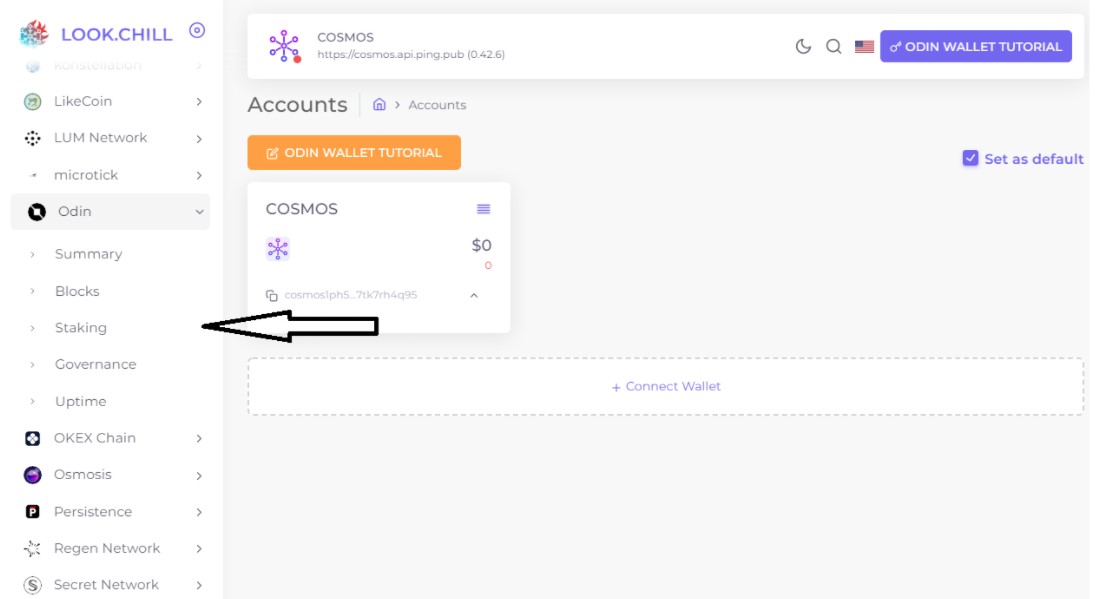 LOOK.CHILL
konstellation
LikeCoin
LUM Network
microtick
Odin
Summary
Blocks
Staking
Governance
Uptime
OKEX Chain
Osmosis
Persistence
Regen Network
Secret Network
COSMOS
https://cosmos.api.ping.pub (0.42.6)
ODIN WALLET TUTORIAL
Accounts
Accounts
ODIN WALLET TUTORIAL
Set as default
COSMOS
$0
0
cosmos1ph5...7tk7rh4q95
+ Connect Wallet